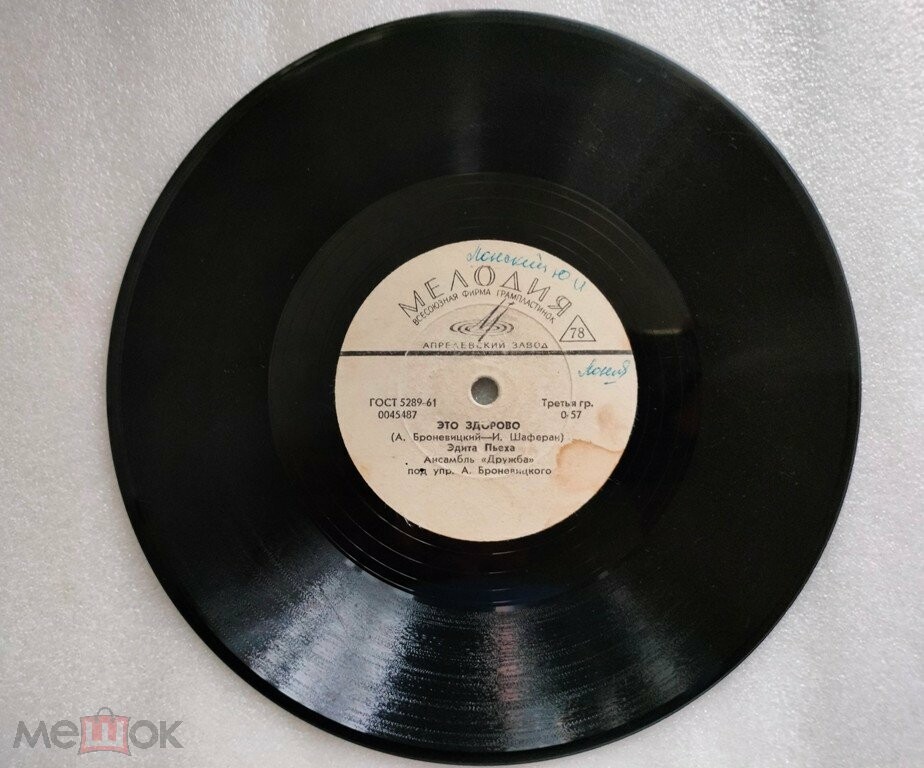 Лонский Ю И
МЕЛОДИЯ
ВСЕСОЮЗНАЯ ФИРМА ГРАМПЛАСТИНОК
78
АПРЕЛЕВСКИЙ ЗАВОД
ГОСТ 5289-61 Третья гр.
0045487 0-57
ЭТО ЗДОРОВО
(А. Броневицкий—И. Шаферан)
Эдита Пьеха
Ансамбль «Дружба»
под упр. А. Броневицкого
мешок